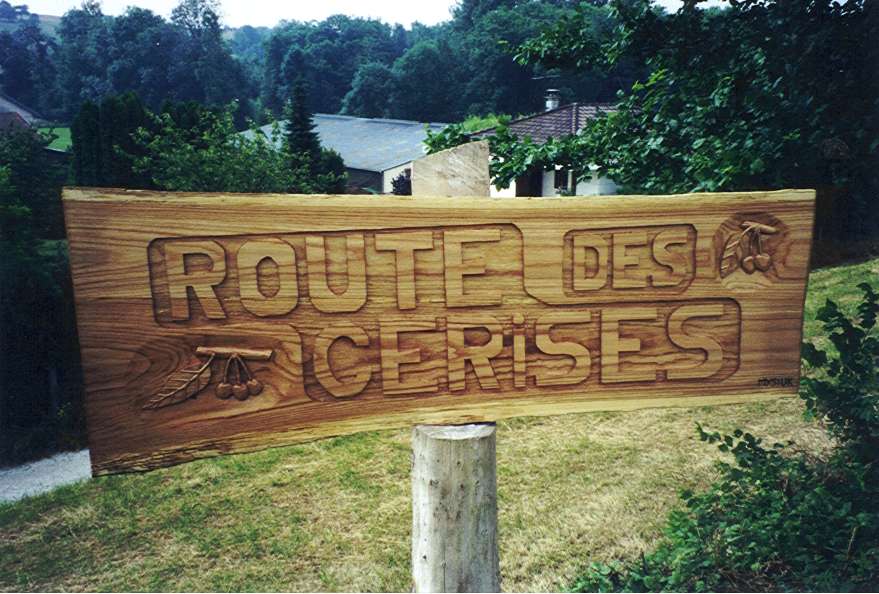 ROUTE DES
CERiSES